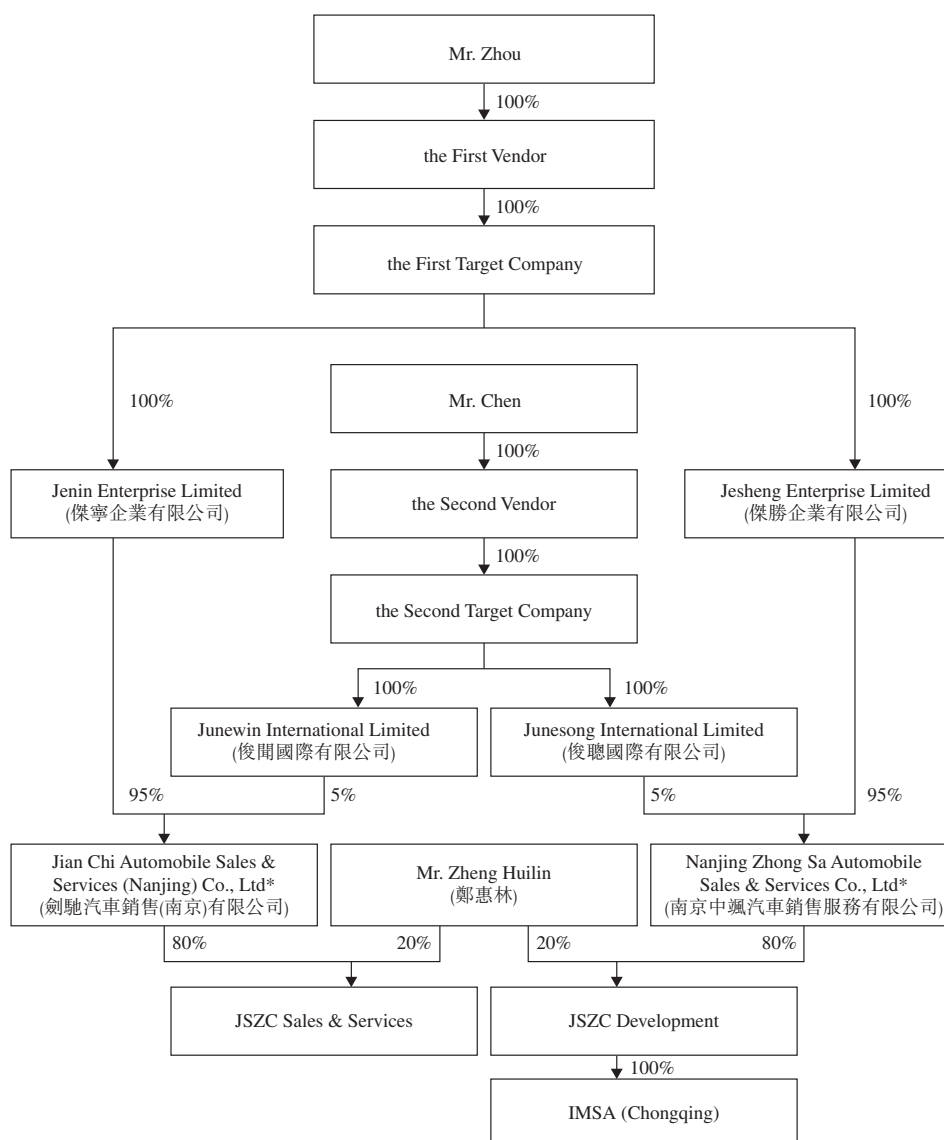 Mr. Zhou
100%
the First Vendor
100%
the First Target Company
100%
Mr. Chen
100%
100%
Jenin Enterprise Limited
(傑寧企業有限公司)
the Second Vendor
Jesheng Enterprise Limited
(傑勝企業有限公司)
100%
the Second Target Company
100%
100%
Junewin International Limited
(俊聞國際有限公司)
Junesong International Limited
(俊聰國際有限公司)
95%
5%
5%
95%
Jian Chi Automobile Sales &
Services (Nanjing) Co., Ltd*
(劍馳汽車銷售(南京)有限公司)
Mr. Zheng Huilin
(鄭惠林)
Nanjing Zhong Sa Automobile
Sales & Services Co., Ltd*
(南京中颯汽車銷售服務有限公司)
80%
20%
20%
80%
JSZC Sales & Services
JSZC Development
100%
IMSA (Chongqing)